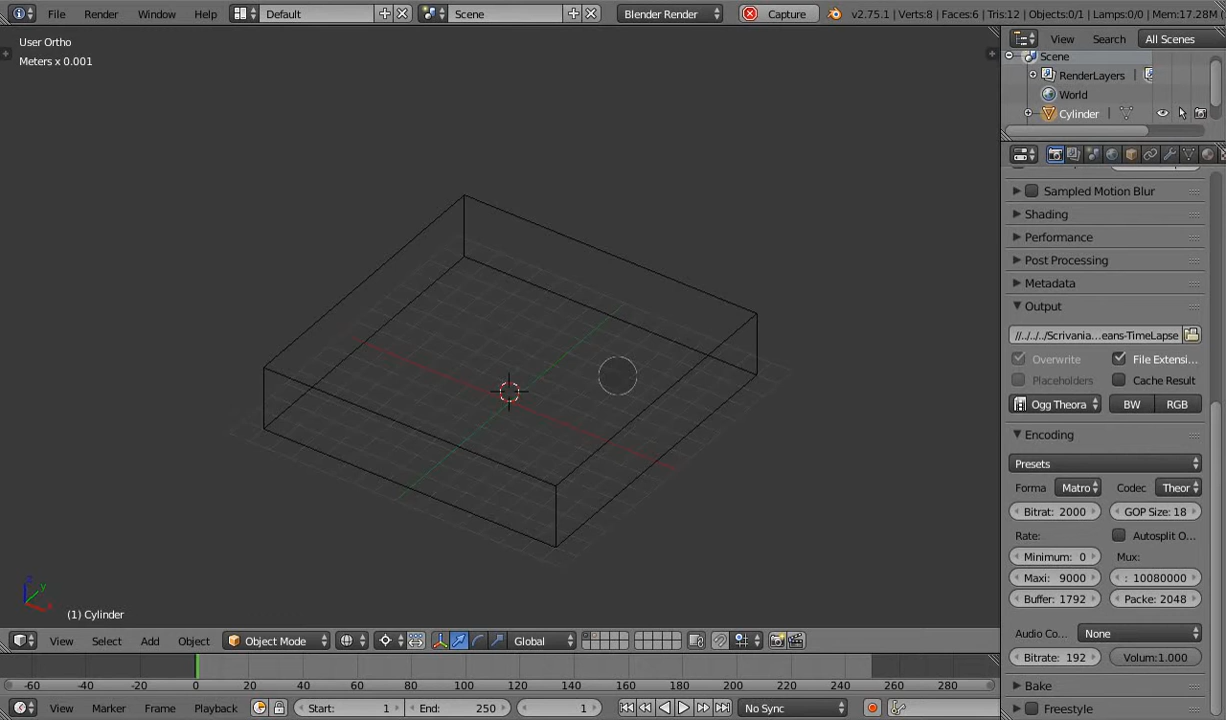 File Render Window Help Default Scene Blender Render Capture v2.75.1 | Verts:8 | Faces:6 | Tris:12 | Objects:0/1 | Lamps:0/0 | Mem:17.28M
User Ortho
Meters x 0.001
View Search All Scenes
Scene
RenderLayers
World
Cylinder
Sampled Motion Blur
Shading
Performance
Post Processing
Metadata
Output
//../../../Scrivania...eans-TimeLapse
Overwrite File Extensi...
Placeholders Cache Result
Ogg Theora BW RGB
Encoding
Presets
Forma Matro Codec Theor
Bitrat: 2000 GOP Size: 18
Rate: Autosplit O...
Minimum: 0 Mux:
Maxi: 9000 : 10080000
Buffer: 1792 Packe: 2048
Audio Co... None
Bitrate: 192 Volum:1.000
Bake
Freestyle
z
y
x
(1) Cylinder
View Select Add Object Object Mode Global
-60 -40 -20 0 20 40 60 80 100 120 140 160 180 200 220 240 260 280
View Marker Frame Playback Start: 1 End: 250 1 No Sync